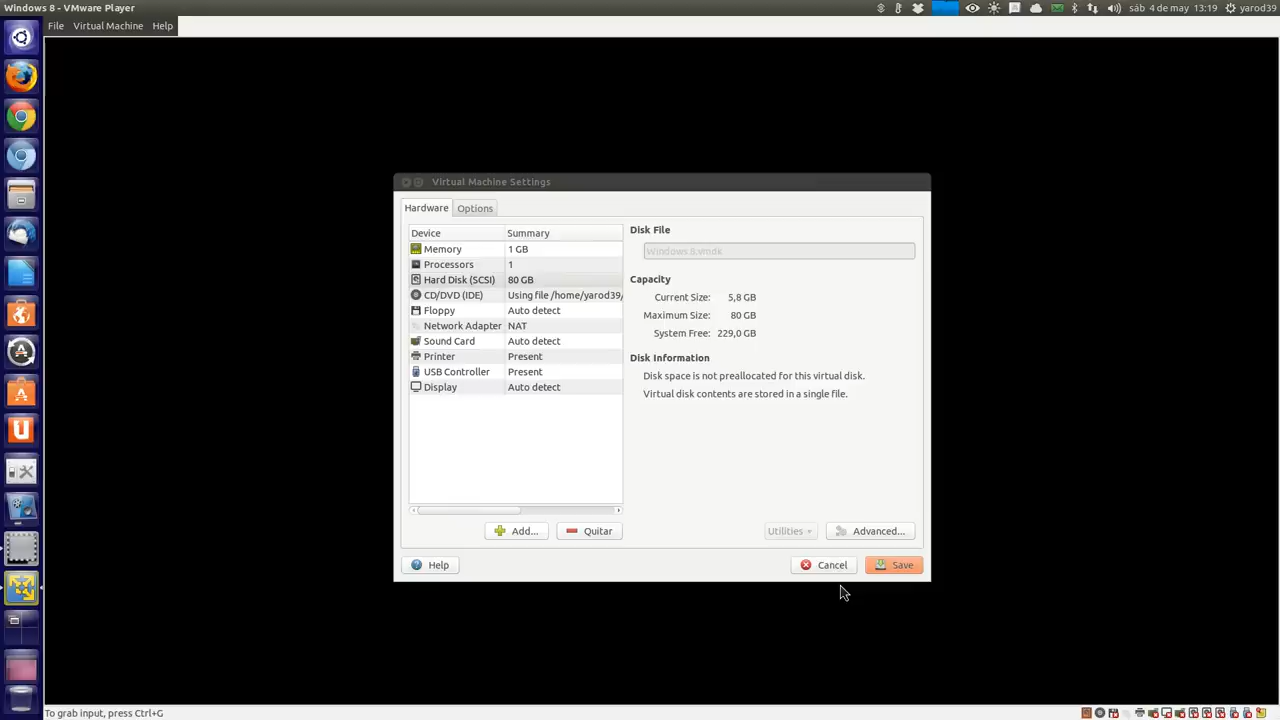 Windows 8 - VMware Player
sáb 4 de may 13:19 yarod39
File Virtual Machine Help
Virtual Machine Settings
Hardware Options
Device Summary
Memory 1 GB
Processors 1
Hard Disk (SCSI) 80 GB
CD/DVD (IDE) Using file /home/yarod39/
Floppy Auto detect
Network Adapter NAT
Sound Card Auto detect
Printer Present
USB Controller Present
Display Auto detect
Add... Quitar
Disk File
Windows 8.vmdk
Capacity
Current Size: 5,8 GB
Maximum Size: 80 GB
System Free: 229,0 GB
Disk Information
Disk space is not preallocated for this virtual disk.
Virtual disk contents are stored in a single file.
Utilities Advanced...
Help Cancel Save
To grab input, press Ctrl+G